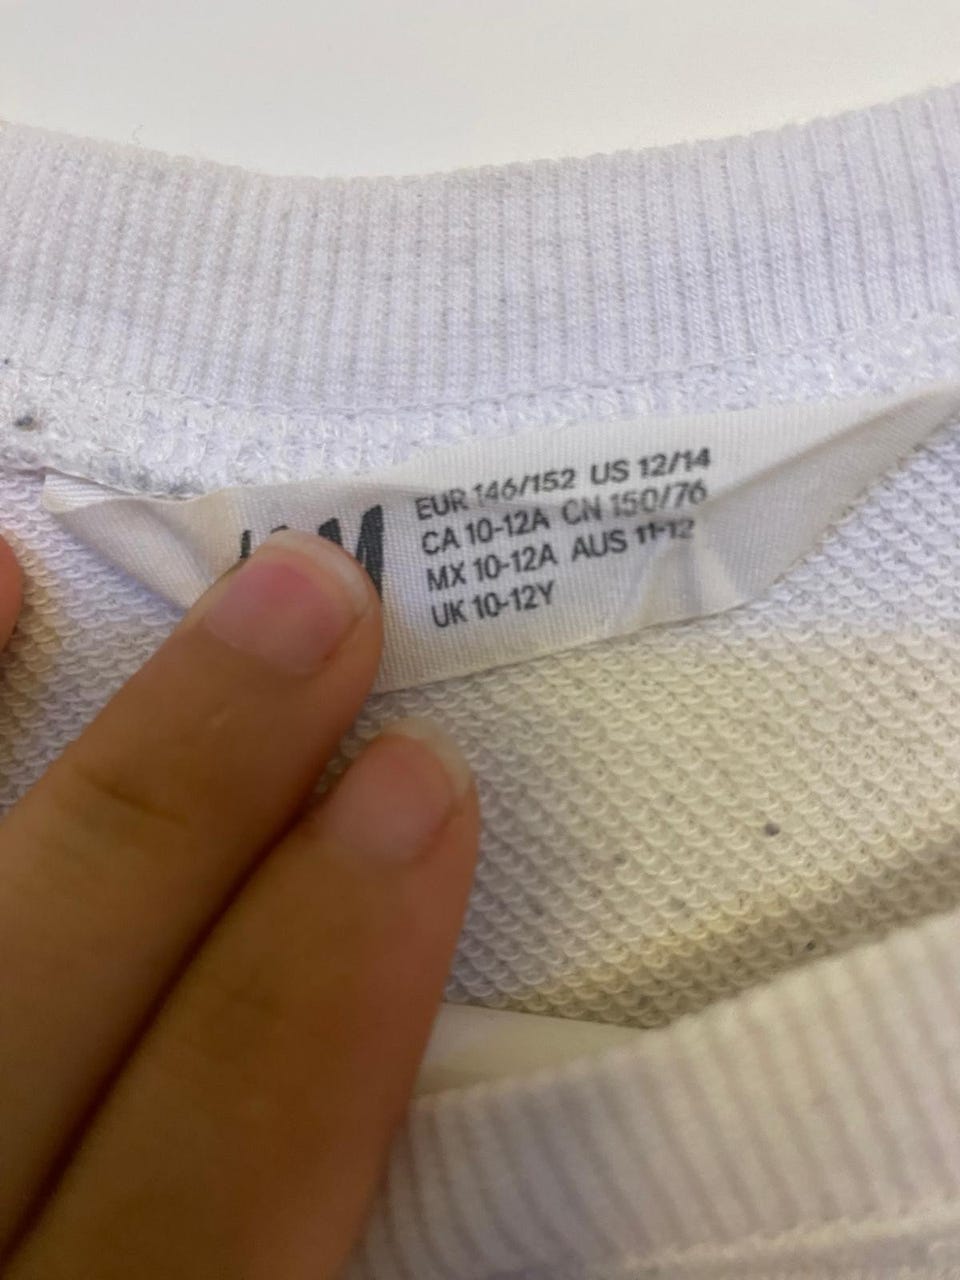 EUR 146/152 US 12/14
CA 10-12A CN 150/76
MX 10-12A AUS 11-12
UK 10-12Y